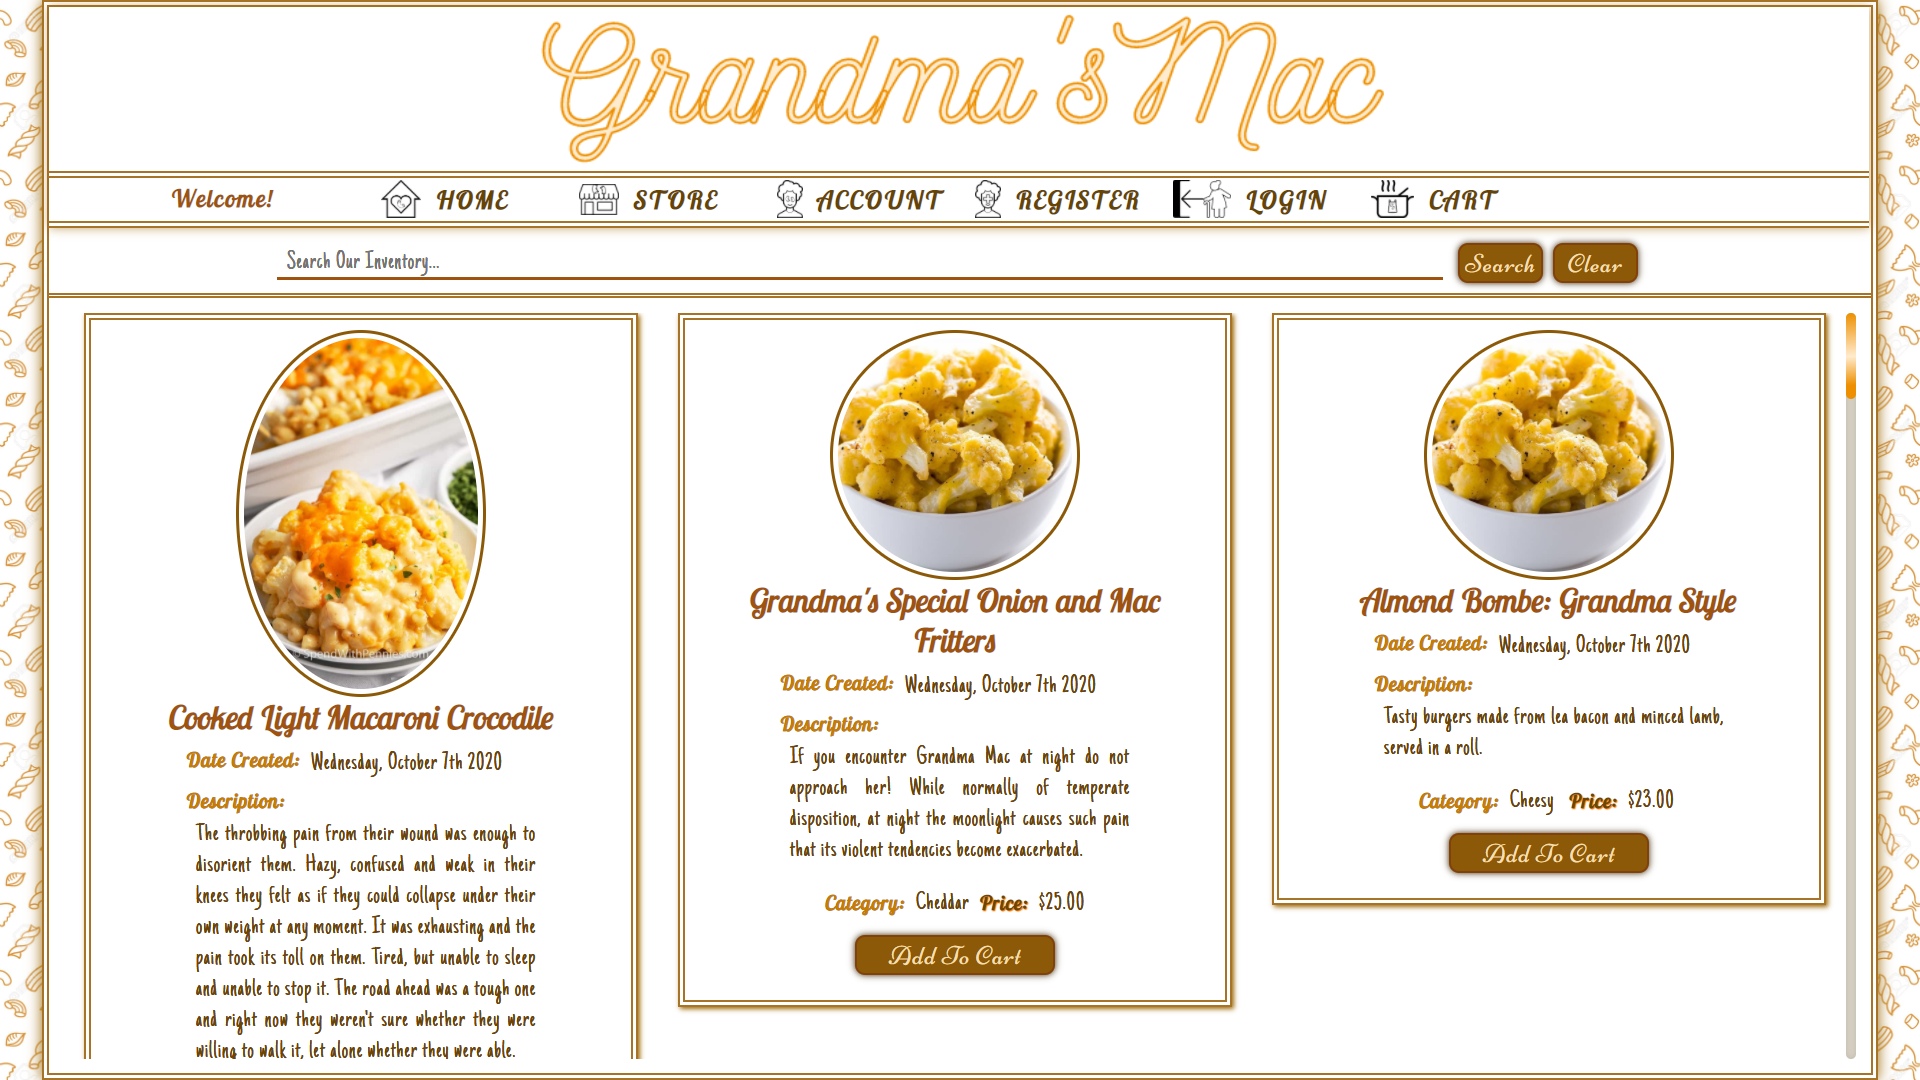 Grandma's Mac
Welcome! HOME STORE ACCOUNT REGISTER LOGIN CART
Search Our Inventory... Search Clear
© SpendWithPennies.com
Cooked Light Macaroni Crocodile
Date Created: Wednesday, October 7th 2020
Description:
The throbbing pain from their wound was enough to
disorient them. Hazy, confused and weak in their
knees they felt as if they could collapse under their
own weight at any moment. It was exhausting and the
pain took its toll on them. Tired, but unable to sleep
and unable to stop it. The road ahead was a tough one
and right now they weren't sure whether they were
willing to walk it, let alone whether they were able.
Grandma's Special Onion and Mac
Fritters
Date Created: Wednesday, October 7th 2020
Description:
If you encounter Grandma Mac at night do not
approach her! While normally of temperate
disposition, at night the moonlight causes such pain
that its violent tendencies become exacerbated.
Category: Cheddar Price: $25.00
Add To Cart
Almond Bombe: Grandma Style
Date Created: Wednesday, October 7th 2020
Description:
Tasty burgers made from lea bacon and minced lamb,
served in a roll.
Category: Cheesy Price: $23.00
Add To Cart